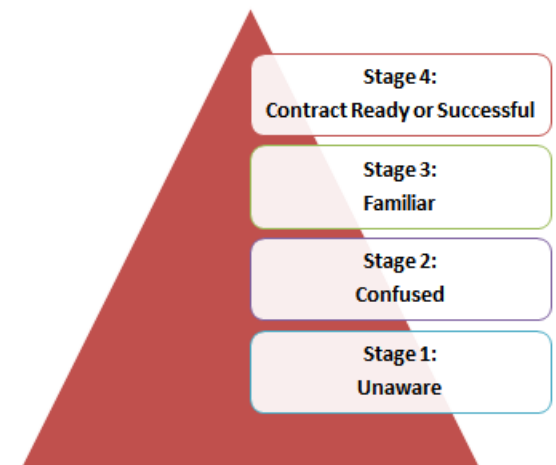 Stage 4:
Contract Ready or Successful
Stage 3:
Familiar
Stage 2:
Confused
Stage 1:
Unaware